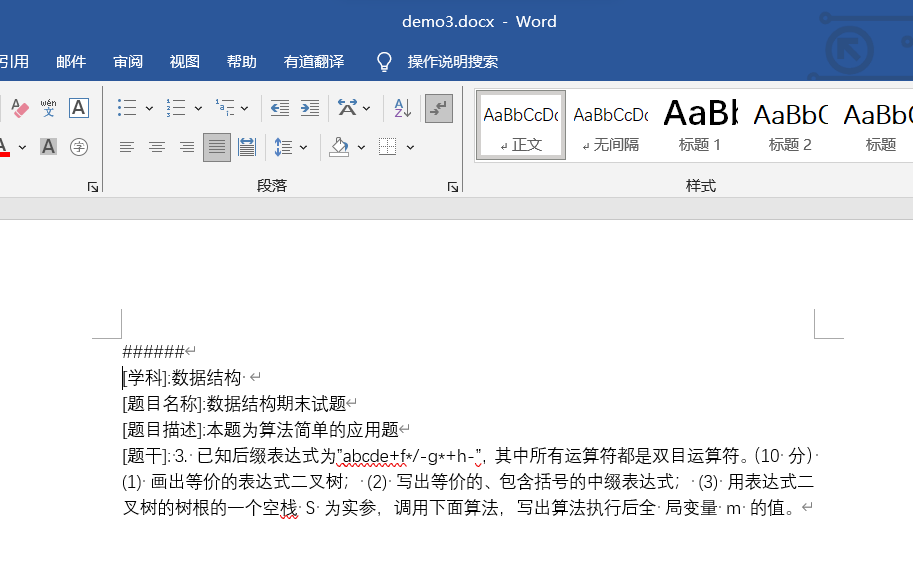 demo3.docx - Word
引用 邮件 审阅 视图 帮助 有道翻译 操作说明搜索
wén
文 A
AaBbCcDc AaBbCcDc AaBb AaBbC AaBbC
A A 字
正文 无间隔 标题 1 标题 2 标题
段落 样式
######
[学科]:数据结构
[题目名称]:数据结构期末试题
[题目描述]:本题为算法简单的应用题
[题干]: 3. 已知后缀表达式为"abcde+f*/-g*+h-", 其中所有运算符都是双目运算符。(10 分)
(1) 画出等价的表达式二叉树; (2) 写出等价的、包含括号的中缀表达式; (3) 用表达式二
叉树的树根的一个空栈 S 为实参, 调用下面算法, 写出算法执行后全 局变量 m 的值。